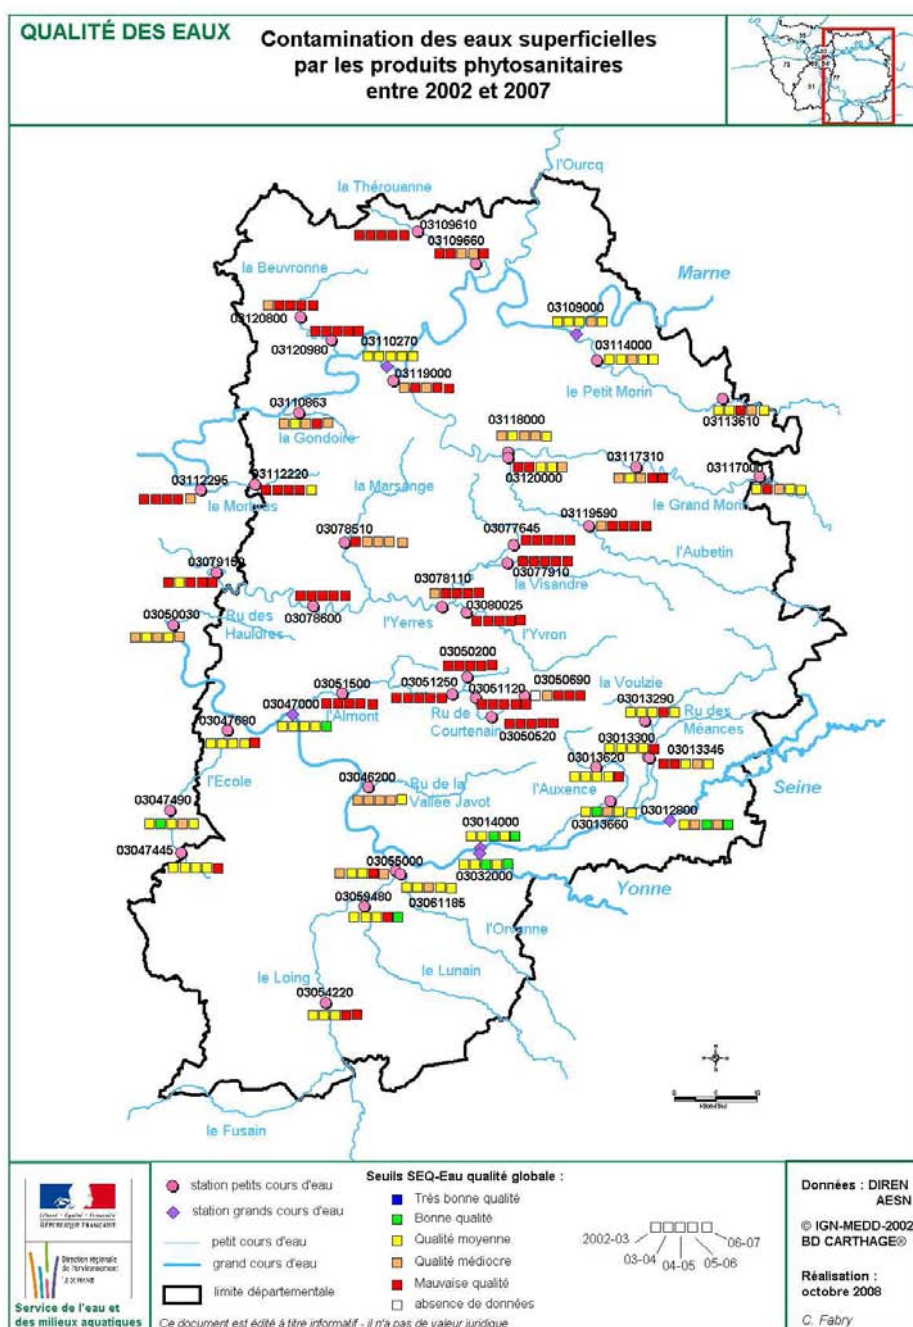 QUALITÉ DES EAUX
Contamination des eaux superficielles
par les produits phytosanitaires
entre 2002 et 2007
l'Ourcq
la Thérouanne
03109610
03109660
la Beuvronne
Marne
03109000
03120800
03120980
03110270
03114000
03119000
le Petit Morin
03110863
03113610
la Gondoire
03118000
03112220
03112295
03117310
03117000
la Marsange
03120000
le Morbras
le Grand Morin
03119590
03078510
03077645
l'Aubetin
03079150
03077910
la Visandre
03078110
03050030
Ru des
Hauldres
03078600
03080025
l'Yerres
l'Yvron
03050200
03050690
la Voulzie
03051500
03051250
03051120
03013290
03047000
l'Almont
Ru de
Courtenain
Ru des
Méances
03047680
03050520
03013300
03013620
03013345
l'Ecole
03046200
Ru de la
Vallée Javot
l'Auxence
Seine
03047490
03014000
03013660
03012800
03047445
03055000
03032000
Yonne
03061185
03059480
l'Orvanne
le Loing
le Lunain
03054220
le Fusain
RÉPUBLIQUE FRANÇAISE
Direction régionale
de l'environnement
Service de l'eau et
des milieux aquatiques
station petits cours d'eau
station grands cours d'eau
petit cours d'eau
grand cours d'eau
limite départementale
Ce document est édité à titre informatif - il n'a pas de valeur juridique
Seuils SEQ-Eau qualité globale :
Très bonne qualité
Bonne qualité
Qualité moyenne
Qualité médiocre
Mauvaise qualité
absence de données
2002-03
03-04
04-05
05-06
06-07
Données : DIREN
AESN
© IGN-MEDD-2002
BD CARTHAGE®
Réalisation :
octobre 2008
C. Fabry